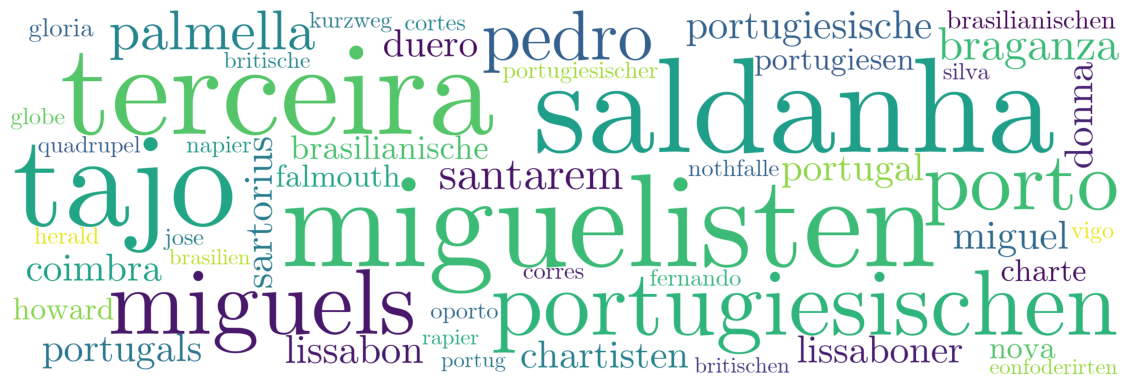 gloria
palmella
kurzweg
cortes
duero
pedro
portugiesische
brasilianischen
braganza
britische
portugiesischer
portugiesen
silva
terceira
saldanha
donna
globe
quadrupel
napier
brasilianische
tajo
sartorius
falmouth
santarem
nothfalle
portugal
porto
miguelisten
herald
jose
brasilien
miguel
vigo
coimbra
corres
fernando
charte
howard
miguels
oporto
portugiesischen
portugals
lissabon
rapier
portug
chartisten
britischen
lissaboner
nova
eonfoderirten